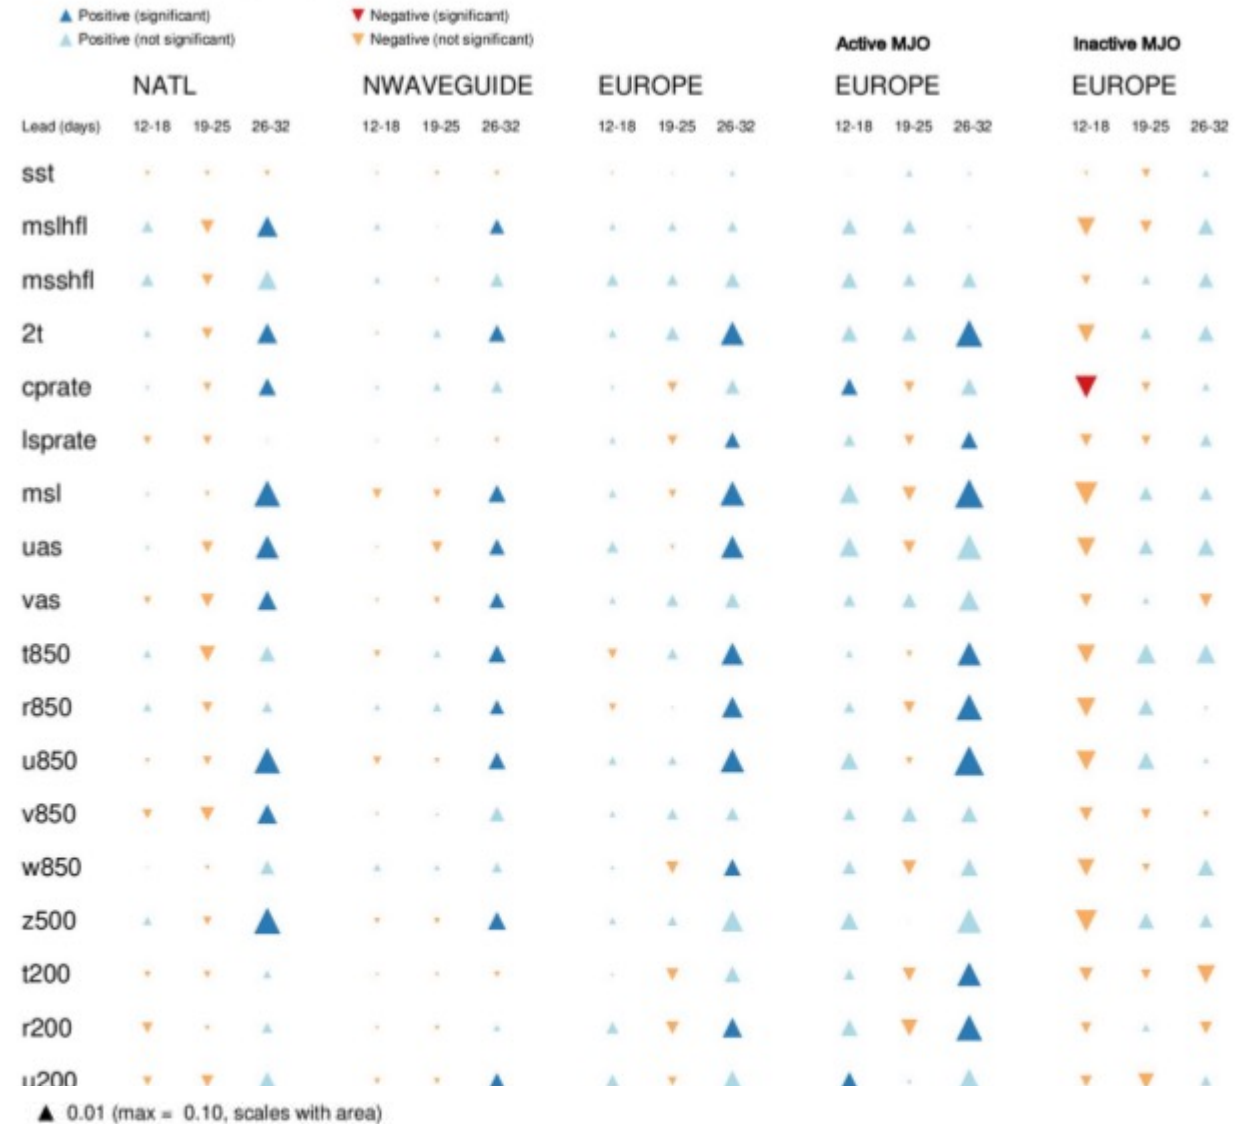 Positive (significant) Negative (significant)
Positive (not significant) Negative (not significant)
Active MJO Inactive MJO
NATL NWAVEGUIDE EUROPE EUROPE EUROPE
Lead (days) 12-18 19-25 26-32 12-18 19-25 26-32 12-18 19-25 26-32 12-18 19-25 26-32 12-18 19-25 26-32
sst
mslhfl
msshfl
2t
cprate
lsprate
msl
uas
vas
t850
r850
u850
v850
w850
z500
t200
r200
u200
0.01 (max = 0.10, scales with area)